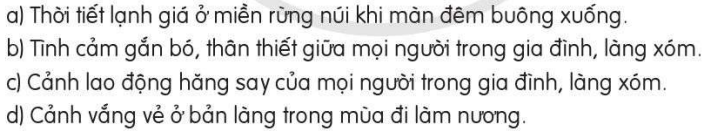 a) Thời tiết lạnh giá ở miền rừng núi khi màn đêm buông xuống.
b) Tình cảm gắn bó, thân thiết giữa mọi người trong gia đình, làng xóm.
c) Cảnh lao động hăng say của mọi người trong gia đình, làng xóm.
d) Cảnh vắng vẻ ở bản làng trong mùa đi làm nương.